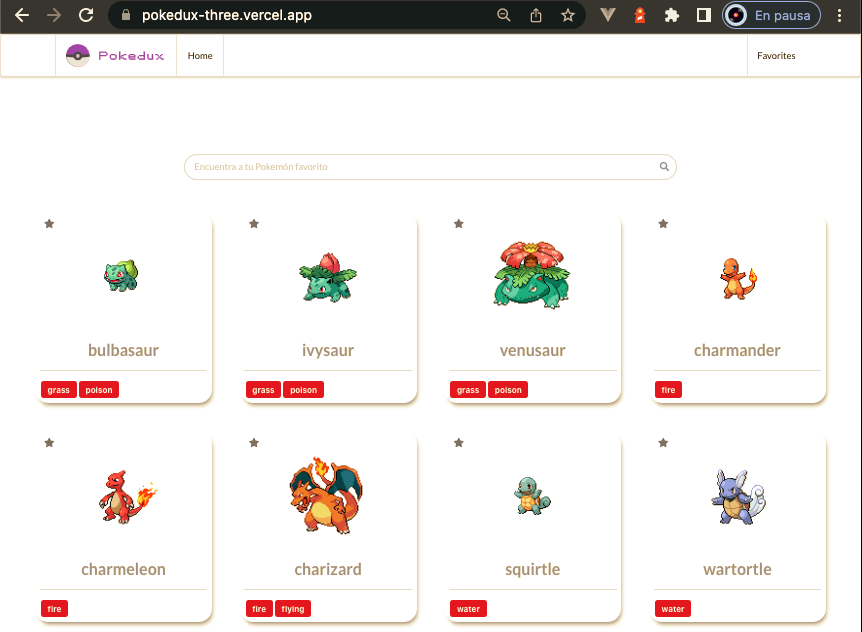 pokedux-three.vercel.app
En pausa
Pokedux
Home
Favorites
Encuentra a tu Pokemón favorito
bulbasaur
ivysaur
venusaur
charmander
grass poison
grass poison
grass poison
fire
charmeleon
charizard
squirtle
wartortle
fire
fire flying
water
water